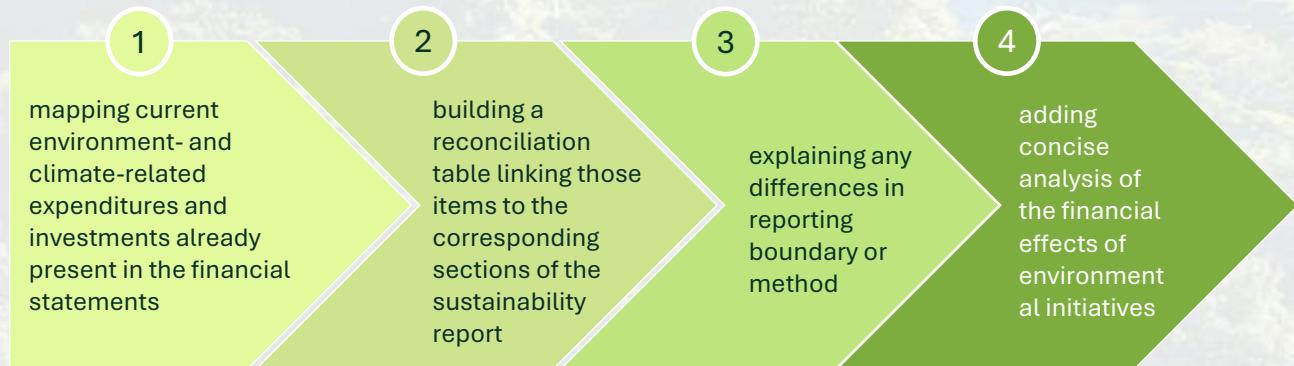 1
mapping current
environment- and
climate-related
expenditures and
investments already
present in the financial
statements
2
building a
reconciliation
table linking those
items to the
corresponding
sections of the
sustainability
report
3
explaining any
differences in
reporting
boundary or
method
4
adding
concise
analysis of
the financial
effects of
environment
al initiatives